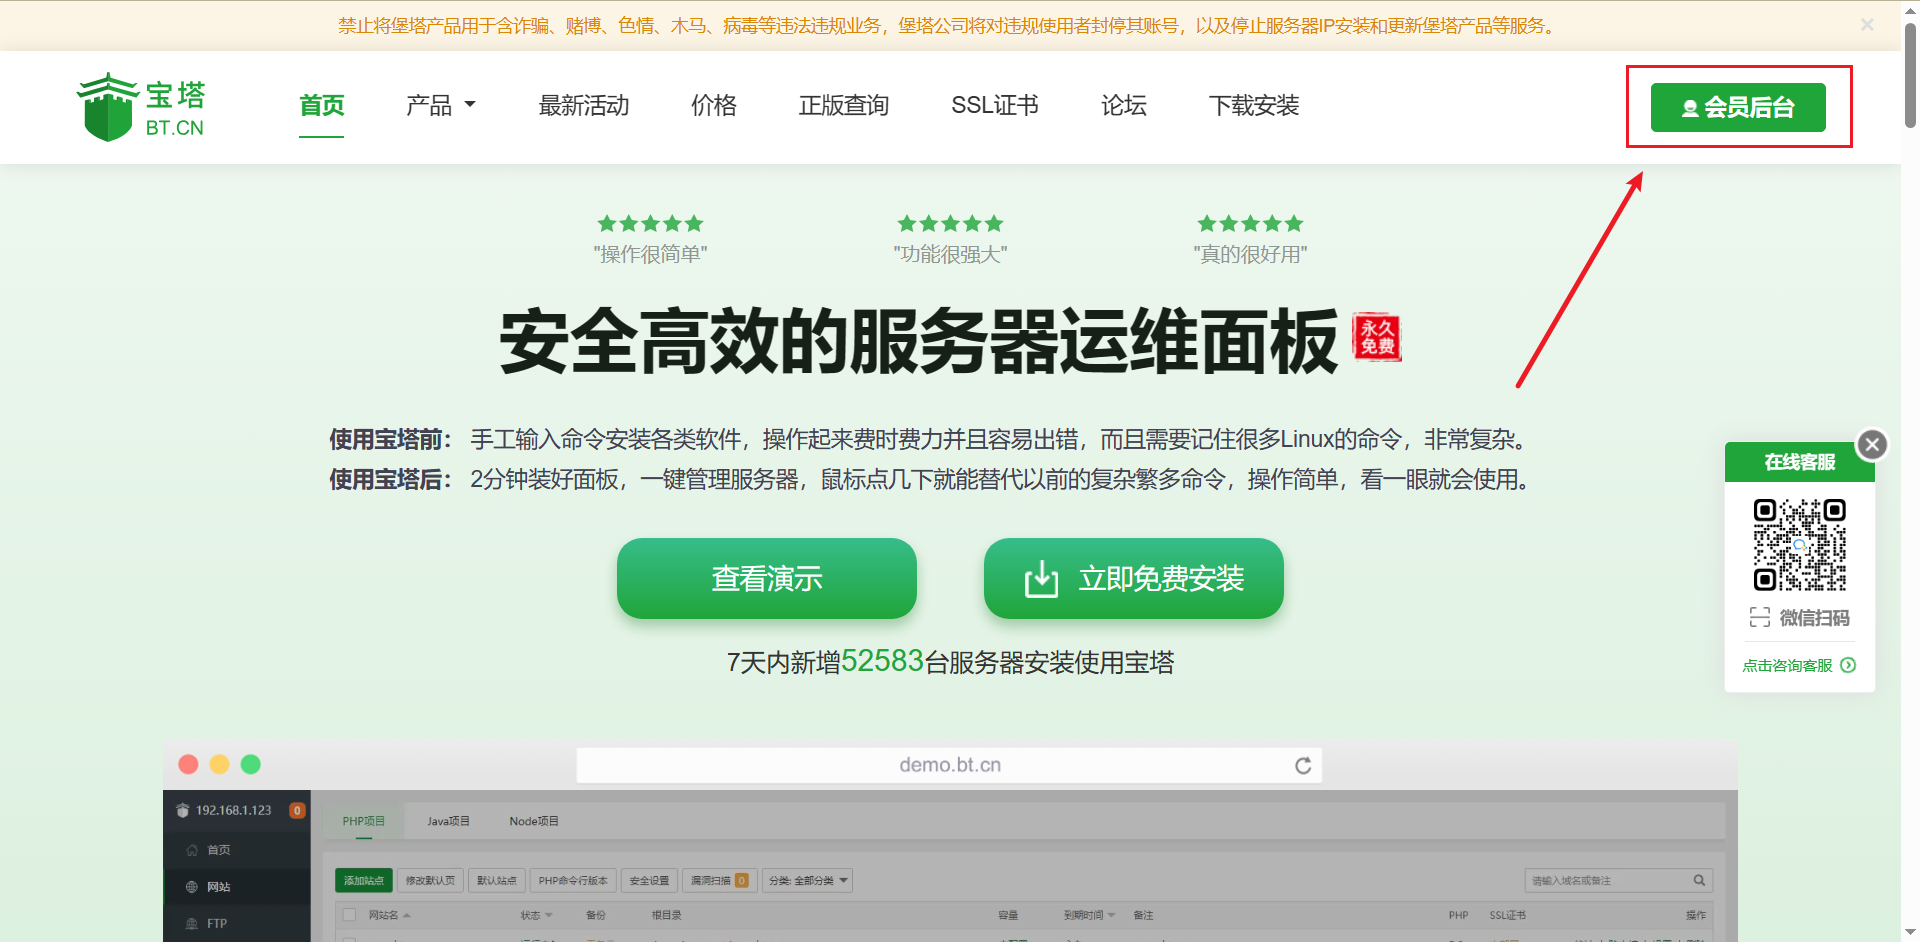 禁止将堡塔产品用于含诈骗、赌博、色情、木马、病毒等违法违规业务，堡塔公司将对违规使用者封停其账号，以及停止服务器IP安装和更新堡塔产品等服务。
宝塔
BT.CN
首页 产品 最新活动 价格 正版查询 SSL证书 论坛 下载安装 会员后台
"操作很简单" "功能很强大" "真的很好用"
安全高效的服务器运维面板
永久
免费
使用宝塔前： 手工输入命令安装各类软件，操作起来费时费力并且容易出错，而且需要记住很多Linux的命令，非常复杂。
使用宝塔后： 2分钟装好面板，一键管理服务器，鼠标点几下就能替代以前的复杂繁多命令，操作简单，看一眼就会使用。
查看演示 立即免费安装
7天内新增52583台服务器安装使用宝塔
在线客服
微信扫码
点击咨询客服
demo.bt.cn
192.168.1.123 0
首页
网站
FTP
PHP项目 Java项目 Node项目
添加站点 修改默认页 默认站点 PHP命令行版本 安全设置 漏洞扫描 0 分类: 全部分类 请输入域名或备注
网站名 状态 备份 根目录 容量 到期时间 备注 PHP SSL证书 操作